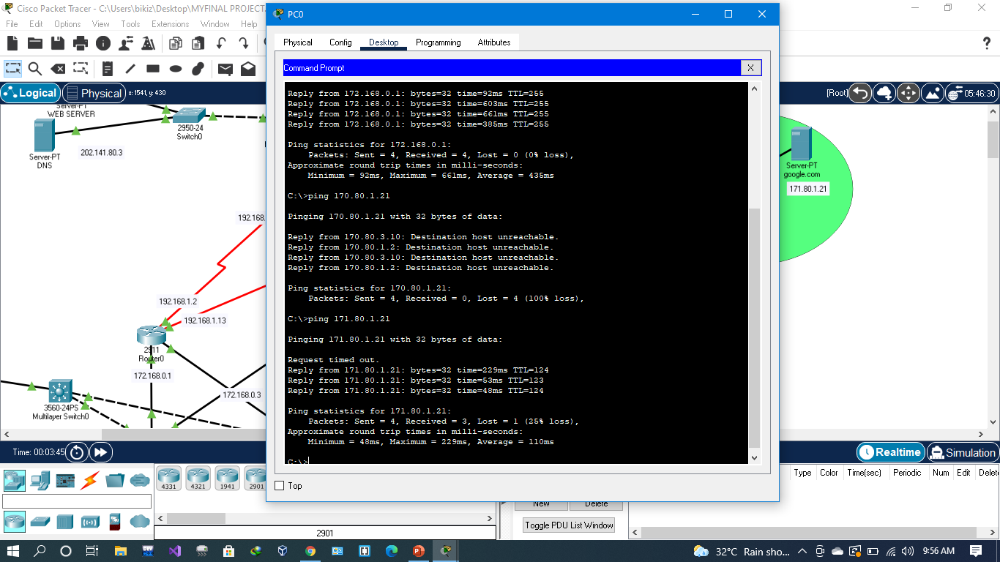 Cisco Packet Tracer - C:\Users\bikiz\Desktop\MYFINAL PROJECT.
File Edit Options View Tools Extensions Window Help
PC0
Physical Config Desktop Programming Attributes
Command Prompt X
Reply from 172.168.0.1: bytes=32 time=92ms TTL=255
Reply from 172.168.0.1: bytes=32 time=603ms TTL=255
Reply from 172.168.0.1: bytes=32 time=661ms TTL=255
Reply from 172.168.0.1: bytes=32 time=385ms TTL=255
Ping statistics for 172.168.0.1:
Packets: Sent = 4, Received = 4, Lost = 0 (0% loss),
Approximate round trip times in milli-seconds:
Minimum = 92ms, Maximum = 661ms, Average = 435ms
C:\>ping 170.80.1.21
Pinging 170.80.1.21 with 32 bytes of data:
Reply from 170.80.3.10: Destination host unreachable.
Reply from 170.80.1.2: Destination host unreachable.
Reply from 170.80.3.10: Destination host unreachable.
Reply from 170.80.1.2: Destination host unreachable.
Ping statistics for 170.80.1.21:
Packets: Sent = 4, Received = 0, Lost = 4 (100% loss),
C:\>ping 171.80.1.21
Pinging 171.80.1.21 with 32 bytes of data:
Request timed out.
Reply from 171.80.1.21: bytes=32 time=229ms TTL=124
Reply from 171.80.1.21: bytes=32 time=53ms TTL=123
Reply from 171.80.1.21: bytes=32 time=48ms TTL=124
Ping statistics for 171.80.1.21:
Packets: Sent = 4, Received = 3, Lost = 1 (25% loss),
Approximate round trip times in milli-seconds:
Minimum = 48ms, Maximum = 229ms, Average = 110ms
C:\>
Top
Logical Physical x: 1541, y: 430
[Root] 05:46:30
Server-PT
WEB SERVER
2950-24
Switch0
Server-PT
DNS
202.141.80.3
192.168.
192.168.1.2
192.168.1.13
2911
Router0
172.168.0.1
172.168.0.3
3560-24PS
Multilayer Switch0
Server-PT
google.com
171.80.1.21
Time: 00:03:45
Realtime Simulation
4331 4321 1941 2901
2901
New Delete
Toggle PDU List Window
Type Color Time(sec) Periodic Num Edit Delet
32°C Rain sho... 9:56 AM